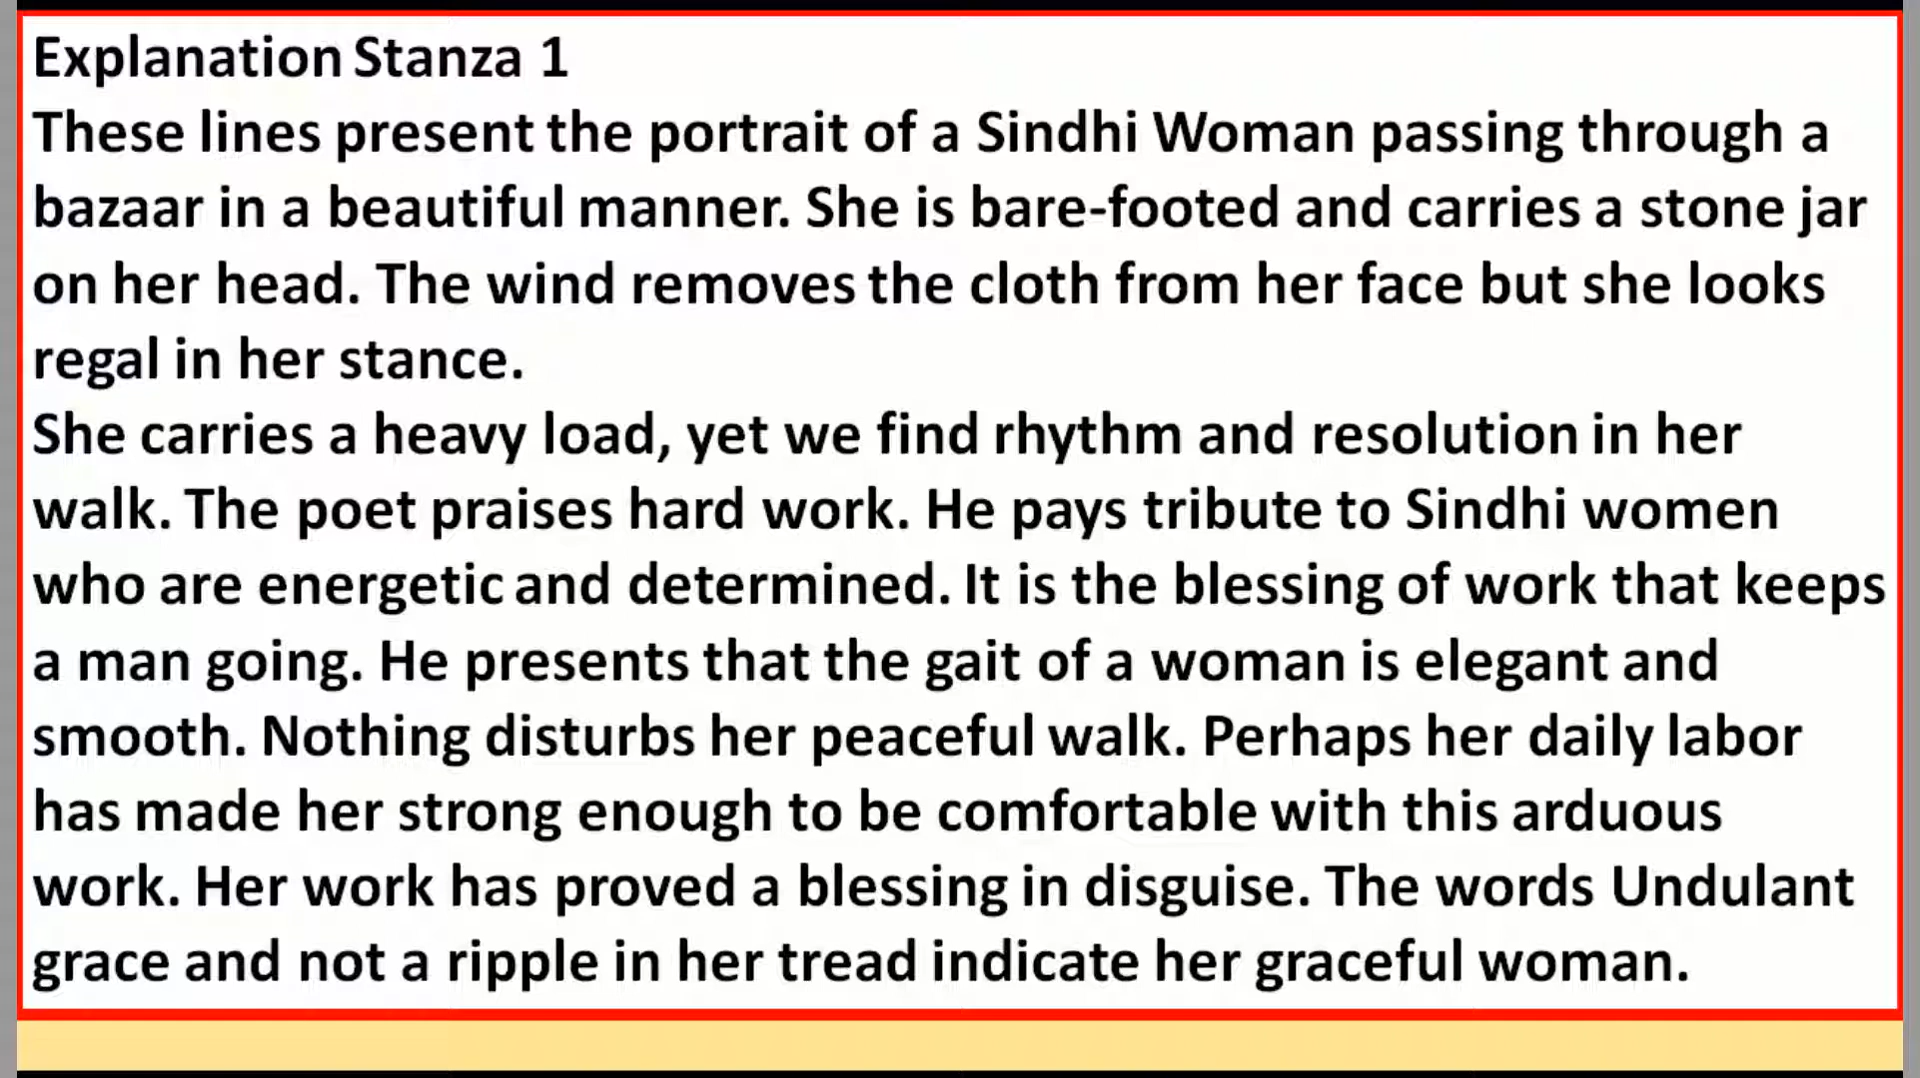 Explanation Stanza 1
These lines present the portrait of a Sindhi Woman passing through a
bazaar in a beautiful manner. She is bare-footed and carries a stone jar
on her head. The wind removes the cloth from her face but she looks
regal in her stance.
She carries a heavy load, yet we find rhythm and resolution in her
walk. The poet praises hard work. He pays tribute to Sindhi women
who are energetic and determined. It is the blessing of work that keeps
a man going. He presents that the gait of a woman is elegant and
smooth. Nothing disturbs her peaceful walk. Perhaps her daily labor
has made her strong enough to be comfortable with this arduous
work. Her work has proved a blessing in disguise. The words Undulant
grace and not a ripple in her tread indicate her graceful woman.